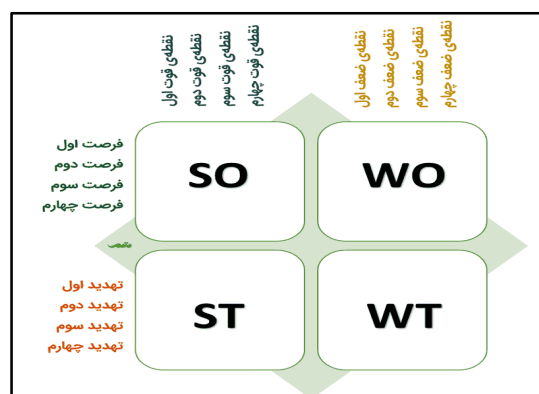 نقطه‌ی قوت اول
نقطه‌ی قوت دوم
نقطه‌ی قوت سوم
نقطه‌ی قوت چهارم
نقطه‌ی ضعف اول
نقطه‌ی ضعف دوم
نقطه‌ی ضعف سوم
نقطه‌ی ضعف چهارم
فرصت اول
فرصت دوم
فرصت سوم
فرصت چهارم
SO
WO
تهدید اول
تهدید دوم
تهدید سوم
تهدید چهارم
ST
WT